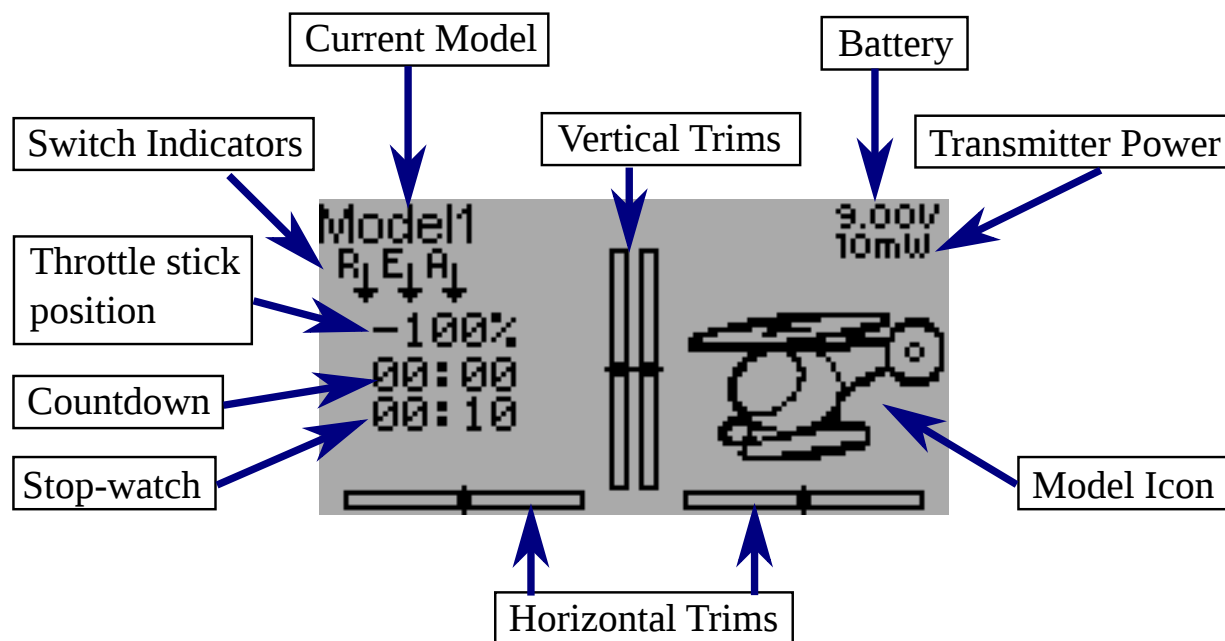 Current Model
Battery
Switch Indicators
Vertical Trims
Transmitter Power
Model1
9.00V
10mW
R E A
Throttle stick
position
-100%
Countdown
00:00
00:10
Stop-watch
Model Icon
Horizontal Trims